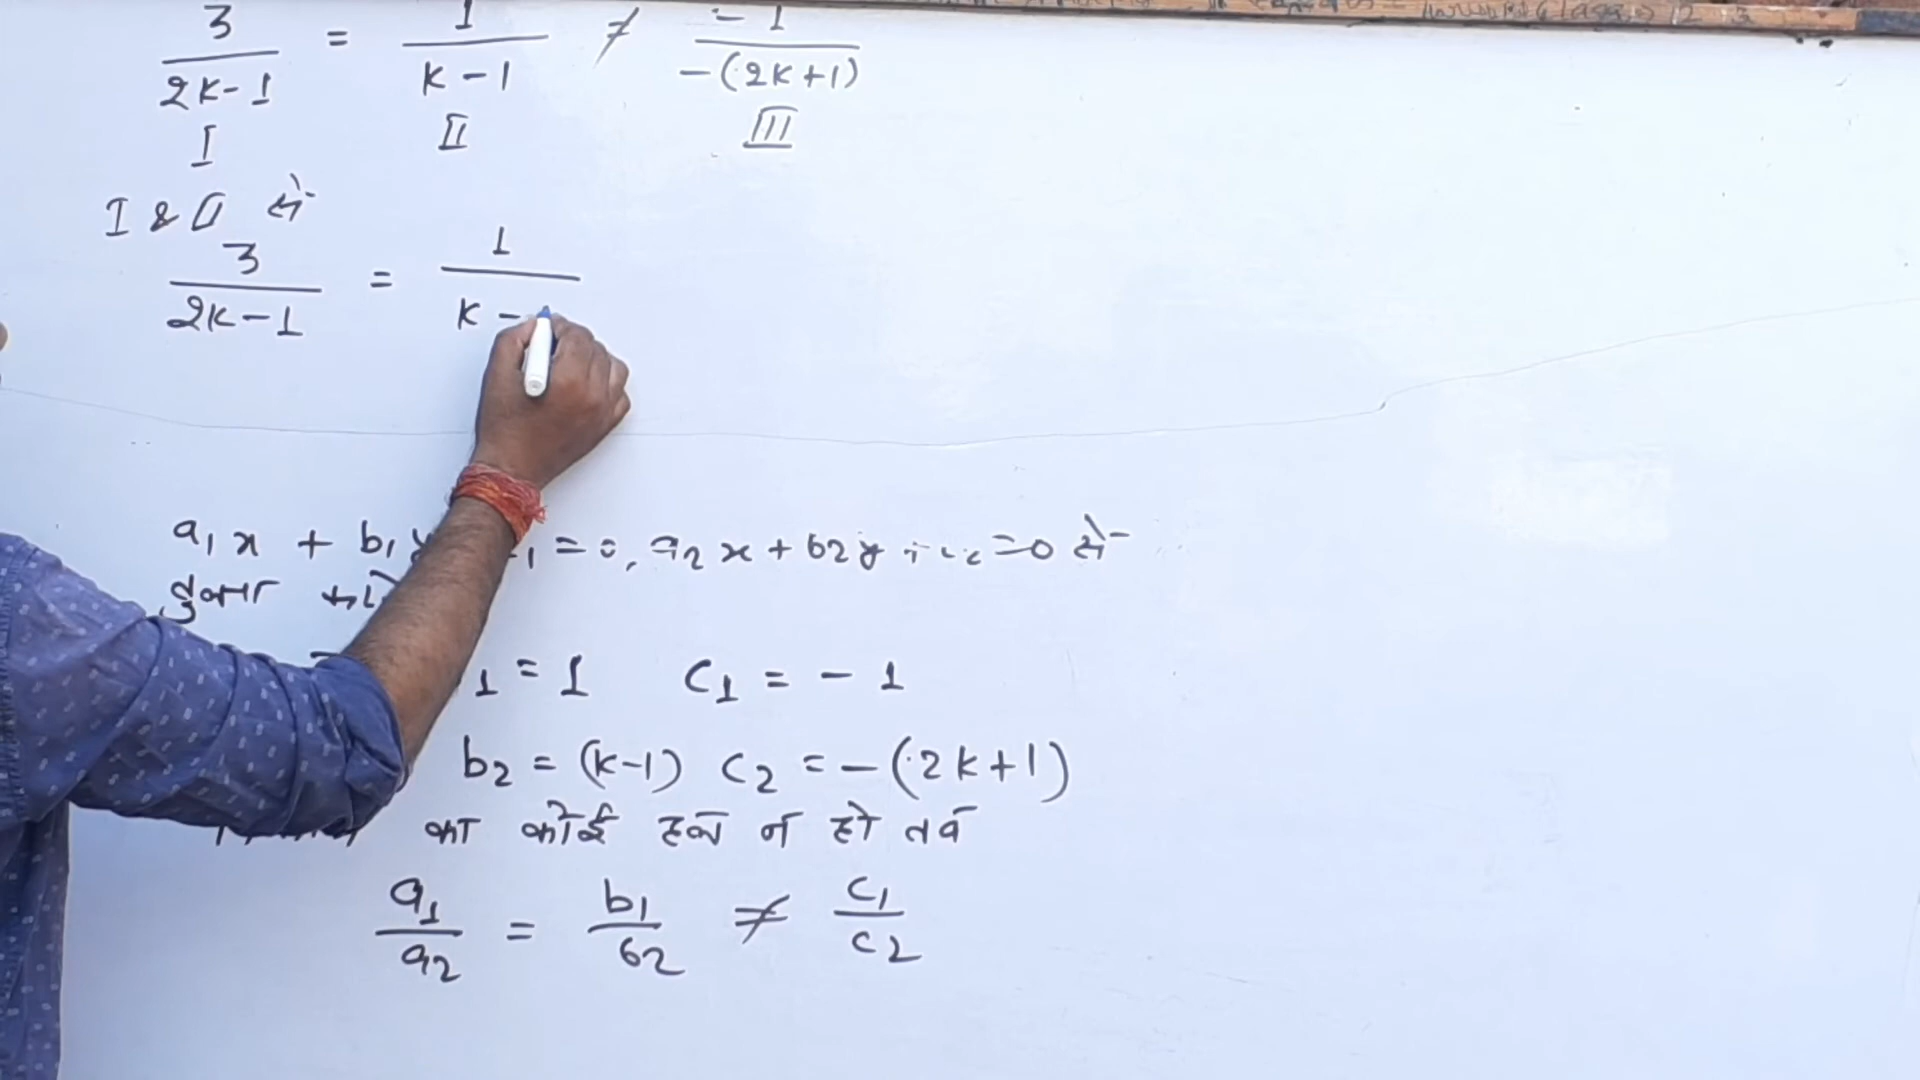 3/(2k-1) = 1/(k-1) ≠ -1/(-(2k+1))
I II III
I & II से
3/(2k-1) = 1/(k-
a₁x + b₁y ₁=0, a₂x + b₂y =0 से
तुलना
₁ = 1 c₁ = - 1
b₂ = (k-1) c₂ = -(2k+1)
का कोई हल न हो तब
a₁/a₂ = b₁/b₂ ≠ c₁/c₂